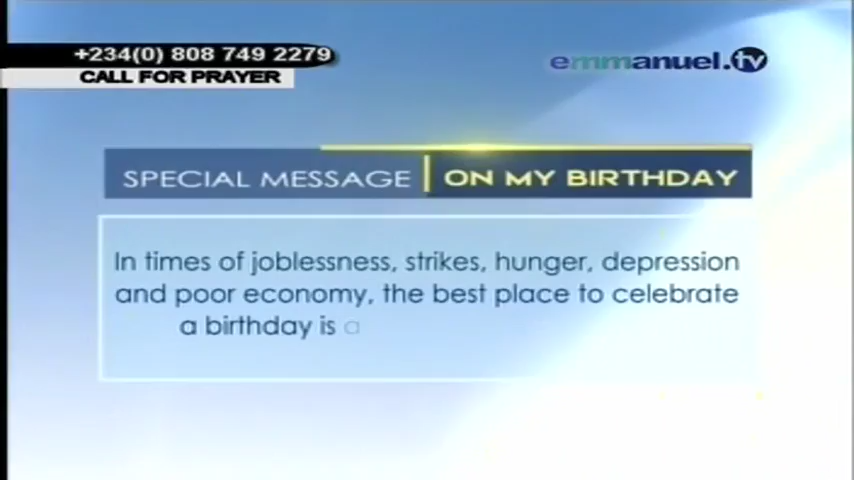 +234(0) 808 749 2279
CALL FOR PRAYER
emmanuel.tv
SPECIAL MESSAGE ON MY BIRTHDAY
In times of joblessness, strikes, hunger, depression
and poor economy, the best place to celebrate
a birthday is a